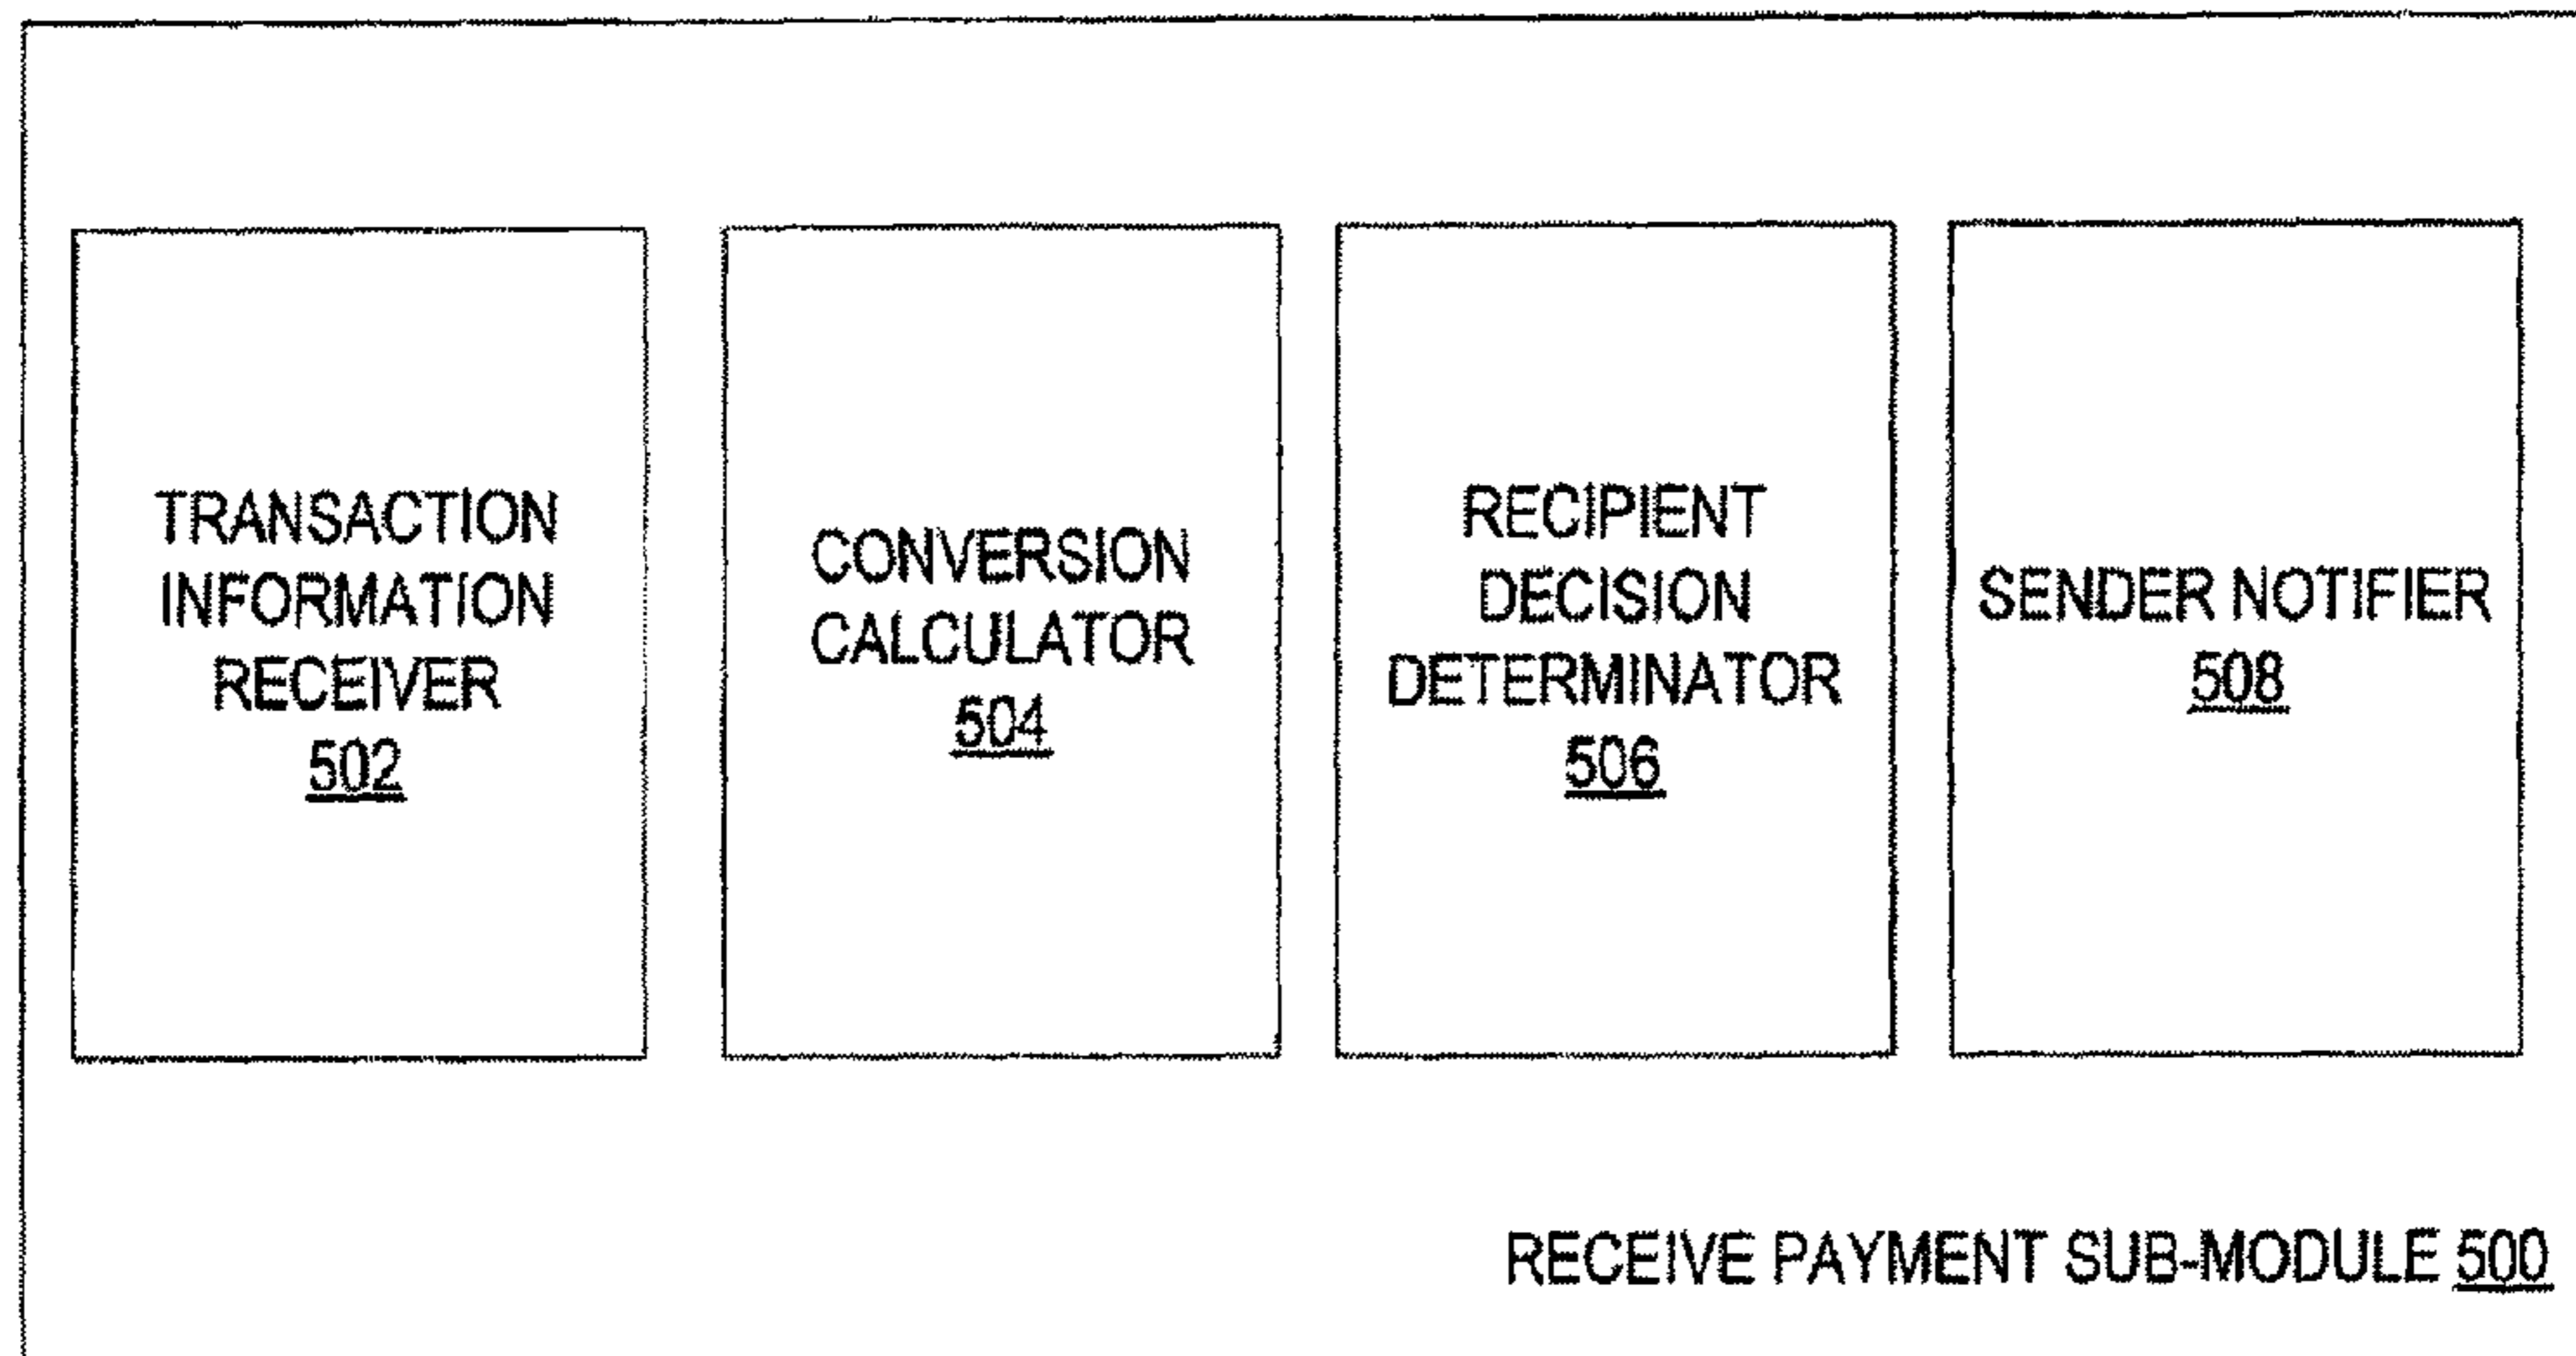 TRANSACTION
INFORMATION
RECEIVER
502
CONVERSION
CALCULATOR
504
RECIPIENT
DECISION
DETERMINATOR
506
SENDER NOTIFIER
508
RECEIVE PAYMENT SUB-MODULE 500